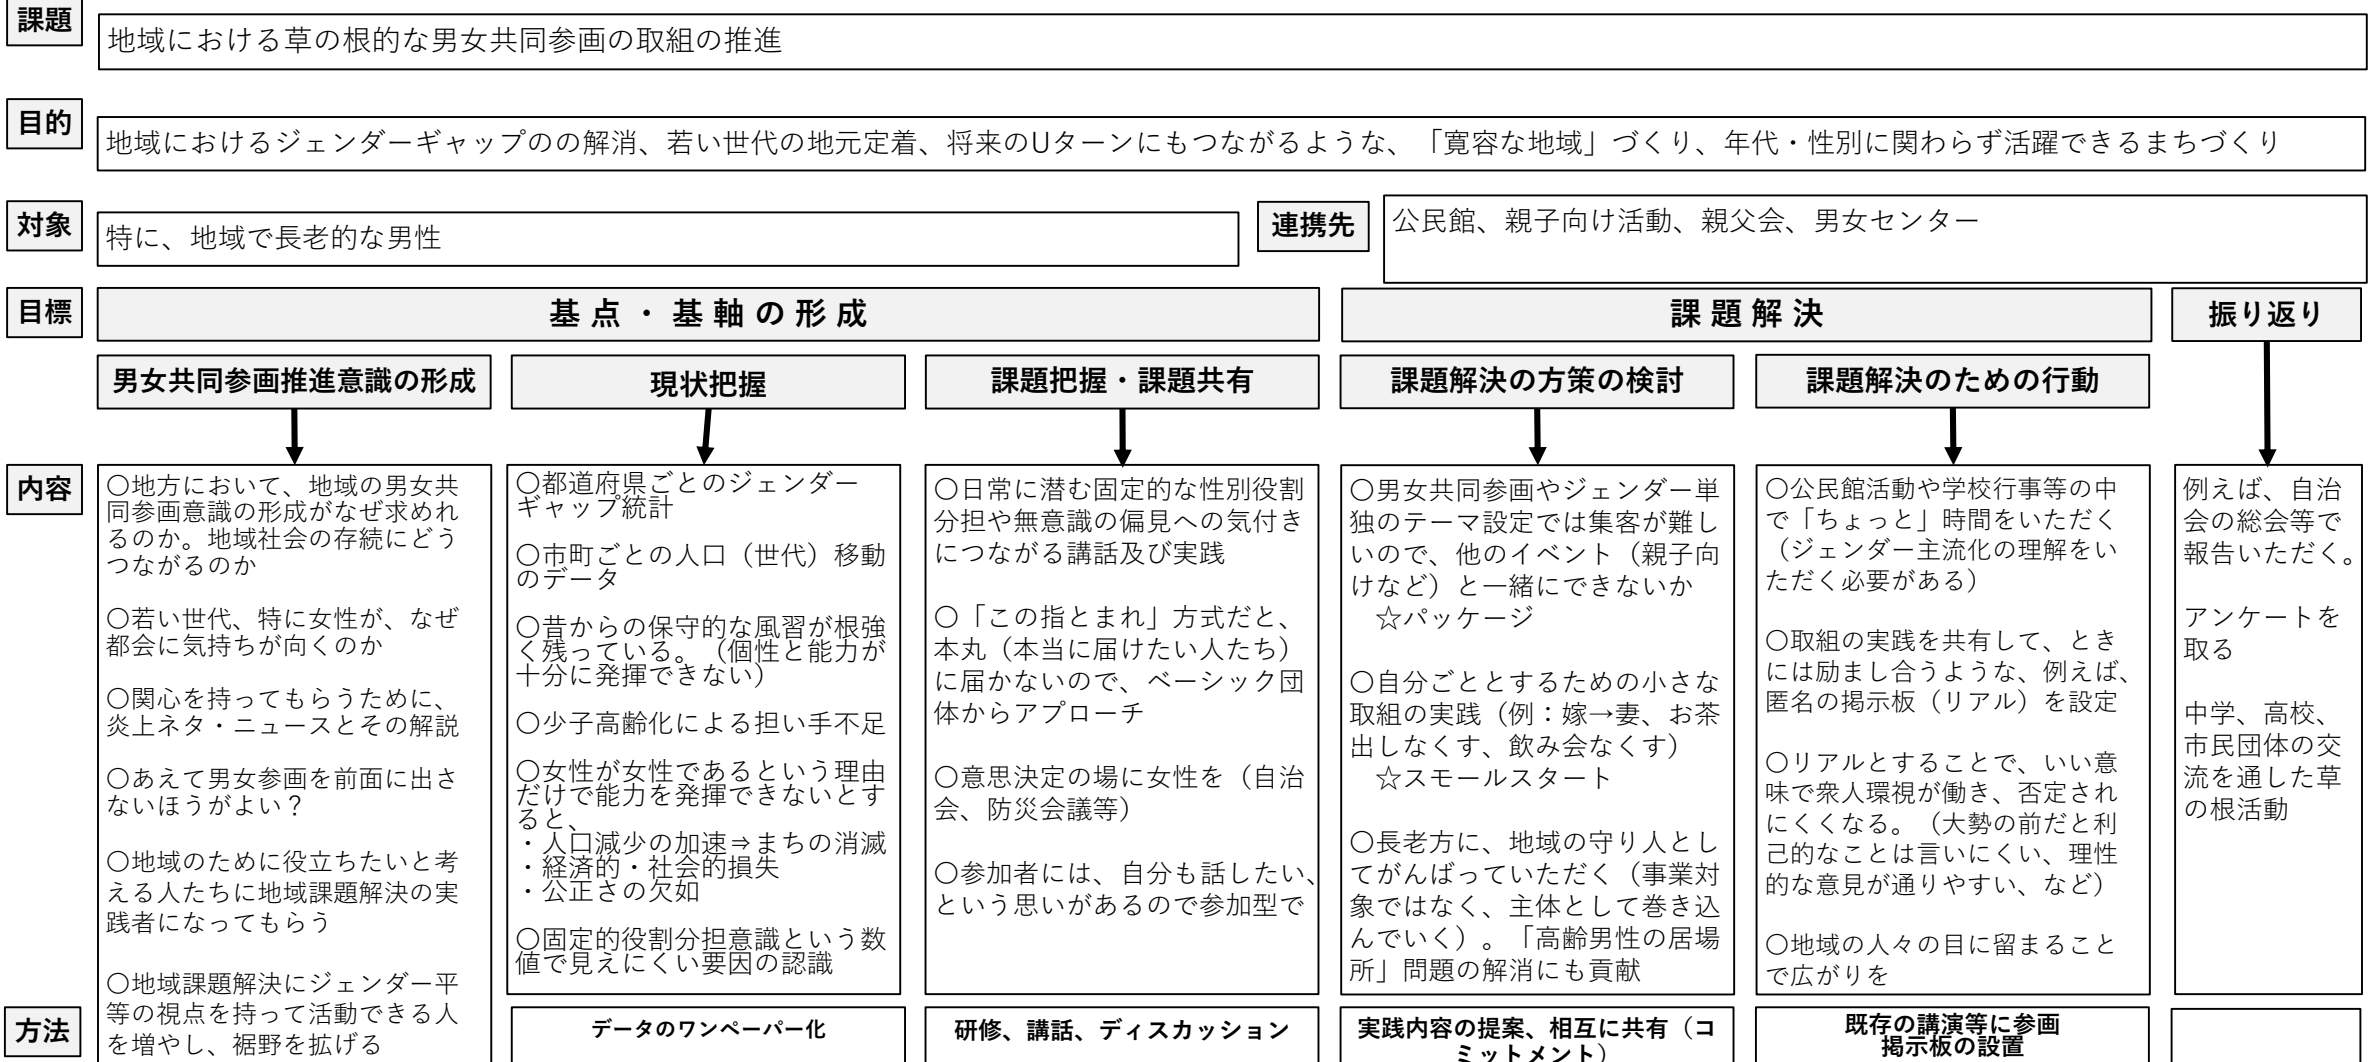 課題
地域における草の根的な男女共同参画の取組の推進
目的
地域におけるジェンダーギャップのの解消、若い世代の地元定着、将来のUターンにもつながるような、「寛容な地域」づくり、年代・性別に関わらず活躍できるまちづくり
対象
特に、地域で長老的な男性
連携先
公民館、親子向け活動、親父会、男女センター
目標
基点・基軸の形成
課題解決
振り返り
男女共同参画推進意識の形成
現状把握
課題把握・課題共有
課題解決の方策の検討
課題解決のための行動
内容
〇地方において、地域の男女共
同参画意識の形成がなぜ求めれ
るのか。地域社会の存続にどう
つながるのか
〇若い世代、特に女性が、なぜ
都会に気持ちが向くのか
〇関心を持ってもらうために、
炎上ネタ・ニュースとその解説
〇あえて男女参画を前面に出さ
ないほうがよい？
〇地域のために役立ちたいと考
える人たちに地域課題解決の実
践者になってもらう
〇地域課題解決にジェンダー平
等の視点を持って活動できる人
を増やし、裾野を拡げる
〇都道府県ごとのジェンダー
ギャップ統計
〇市町ごとの人口（世代）移動
のデータ
〇昔からの保守的な風習が根強
く残っている。（個性と能力が
十分に発揮できない）
〇少子高齢化による担い手不足
〇女性が女性であるという理由
だけで能力を発揮できないとす
ると、
・人口減少の加速⇒まちの消滅
・経済的・社会的損失
・公正さの欠如
〇固定的役割分担意識という数
値で見えにくい要因の認識
〇日常に潜む固定的な性別役割
分担や無意識の偏見への気付き
につながる講話及び実践
〇「この指とまれ」方式だと、
本丸（本当に届けたい人たち）
に届かないので、ベーシック団
体からアプローチ
〇意思決定の場に女性を（自治
会、防災会議等）
〇参加者には、自分も話したい、
という思いがあるので参加型で
〇男女共同参画やジェンダー単
独のテーマ設定では集客が難し
いので、他のイベント（親子向
けなど）と一緒にできないか
☆パッケージ
〇自分ごととするための小さな
取組の実践（例：嫁→妻、お茶
出しなくす、飲み会なくす）
☆スモールスタート
〇長老方に、地域の守り人とし
てがんばっていただく（事業対
象ではなく、主体として巻き込
んでいく）。「高齢男性の居場
所」問題の解消にも貢献
〇公民館活動や学校行事等の中
で「ちょっと」時間をいただく
（ジェンダー主流化の理解をい
ただく必要がある）
〇取組の実践を共有して、とき
には励まし合うような、例えば、
匿名の掲示板（リアル）を設定
〇リアルとすることで、いい意
味で衆人環視が働き、否定され
にくくなる。（大勢の前だと利
己的なことは言いにくい、理性
的な意見が通りやすい、など）
〇地域の人々の目に留まること
で広がりを
例えば、自治
会の総会等で
報告いただく。
アンケートを
取る
中学、高校、
市民団体の交
流を通した草
の根活動
方法
データのワンペーパー化
研修、講話、ディスカッション
実践内容の提案、相互に共有（コ
ミットメント）
既存の講演等に参画
掲示板の設置